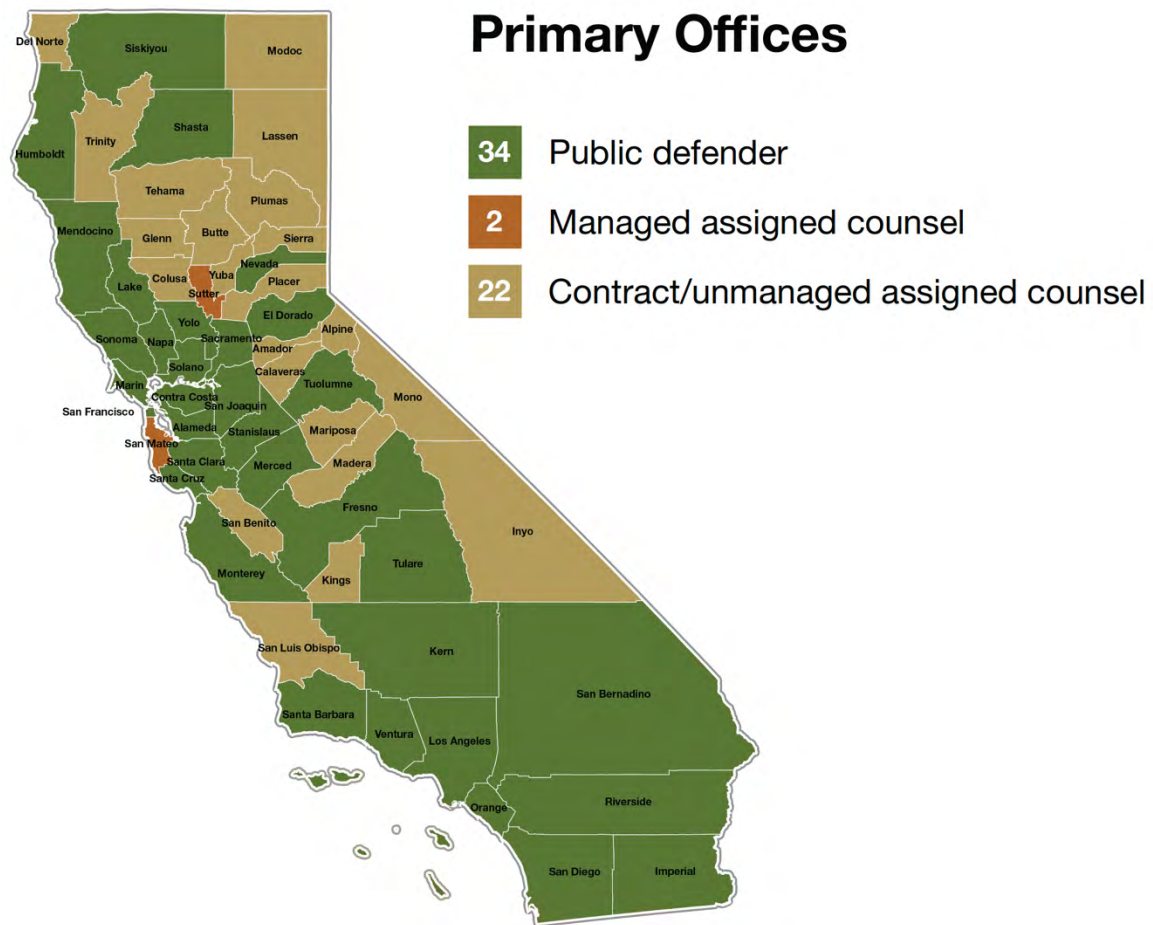 Primary Offices
34 Public defender
2 Managed assigned counsel
22 Contract/unmanaged assigned counsel
Del Norte
Siskiyou
Modoc
Humboldt
Trinity
Shasta
Lassen
Tehama
Plumas
Mendocino
Glenn
Butte
Sierra
Colusa
Yuba
Nevada
Lake
Sutter
Placer
Yolo
El Dorado
Sonoma
Napa
Sacramento
Alpine
Amador
Solano
Calaveras
Marin
Tuolumne
Contra Costa
San Joaquin
Mono
San Francisco
Alameda
Stanislaus
Mariposa
San Mateo
Santa Clara
Merced
Madera
Santa Cruz
Fresno
San Benito
Inyo
Tulare
Monterey
Kings
San Luis Obispo
Kern
San Bernadino
Santa Barbara
Ventura
Los Angeles
Orange
Riverside
San Diego
Imperial